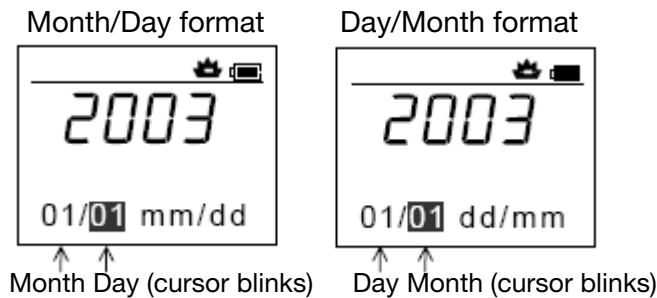 Month/Day format
Day/Month format
2003
2003
01/01 mm/dd
01/01 dd/mm
Month Day (cursor blinks)
Day Month (cursor blinks)